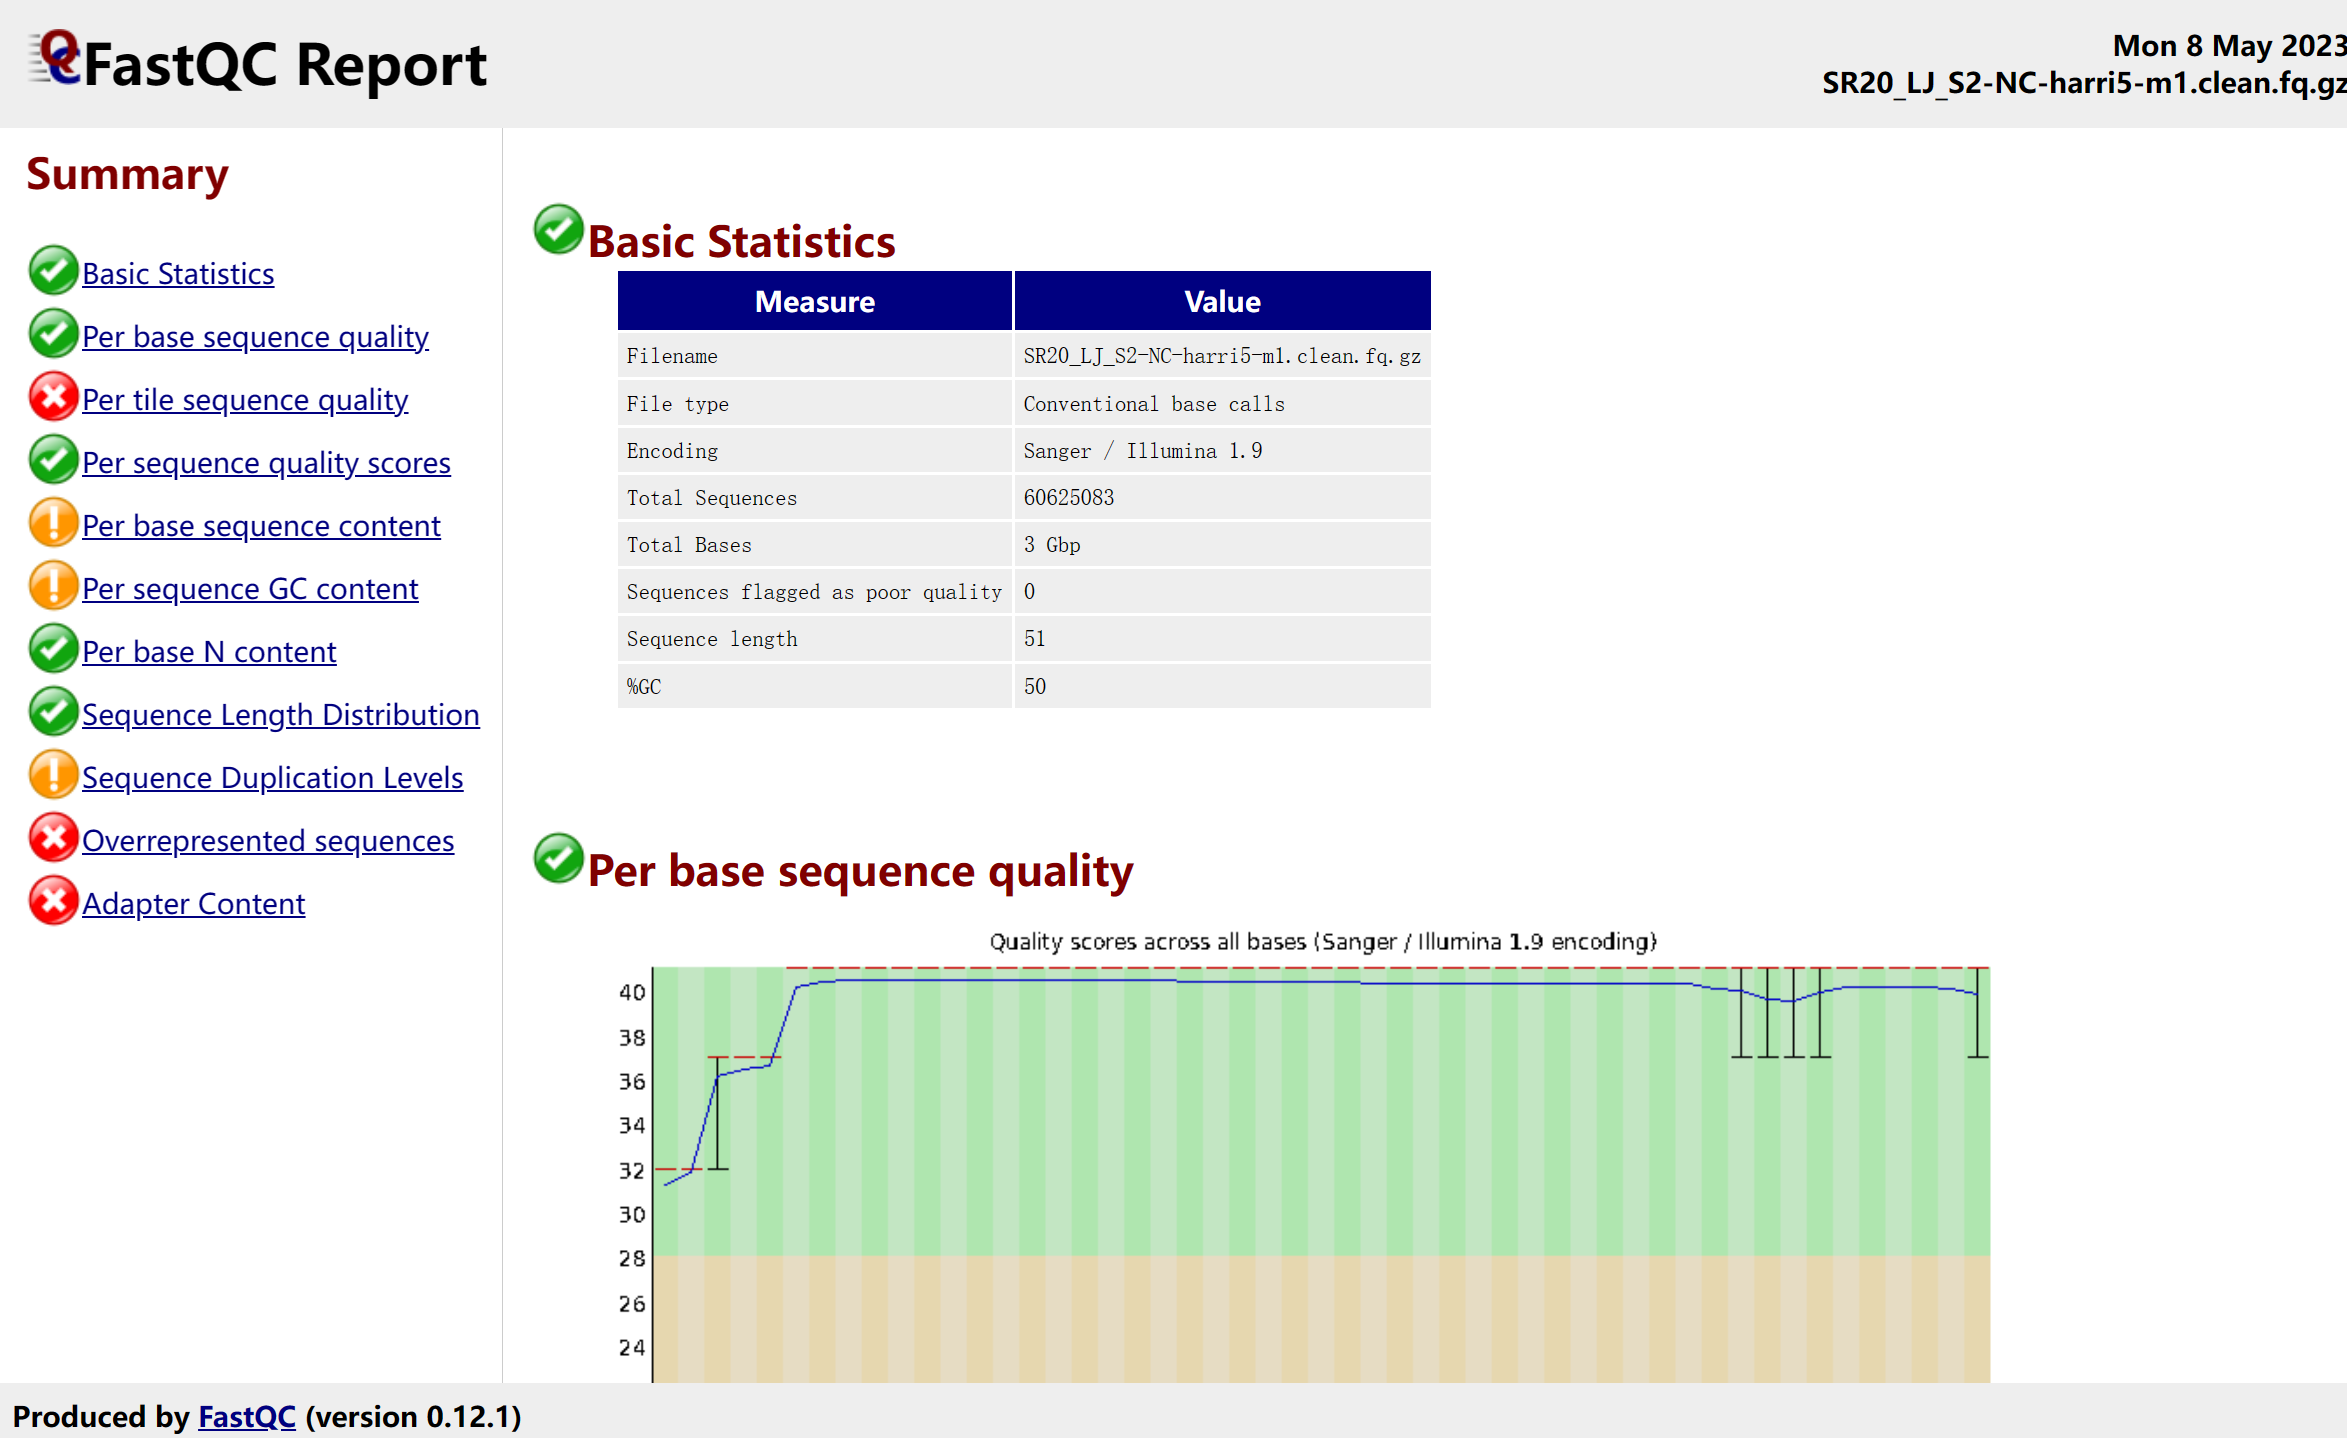 FastQC Report
Mon 8 May 2023
SR20_LJ_S2-NC-harri5-m1.clean.fq.gz
Summary
Basic Statistics
Per base sequence quality
Per tile sequence quality
Per sequence quality scores
Per base sequence content
Per sequence GC content
Per base N content
Sequence Length Distribution
Sequence Duplication Levels
Overrepresented sequences
Adapter Content
Basic Statistics
Measure Value
Filename SR20_LJ_S2-NC-harri5-m1.clean.fq.gz
File type Conventional base calls
Encoding Sanger / Illumina 1.9
Total Sequences 60625083
Total Bases 3 Gbp
Sequences flagged as poor quality 0
Sequence length 51
%GC 50
Per base sequence quality
Quality scores across all bases (Sanger / Illumina 1.9 encoding)
40
38
36
34
32
30
28
26
24
Produced by FastQC (version 0.12.1)